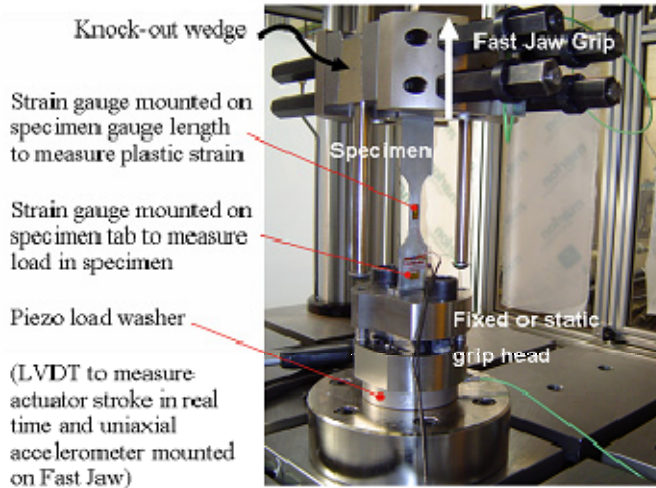 Knock-out wedge
Fast Jaw Grip
Strain gauge mounted on
specimen gauge length
to measure plastic strain
Specimen
Strain gauge mounted on
specimen tab to measure
load in specimen
Piezo load washer
Fixed or static
grip head
(LVDT to measure
actuator stroke in real
time and uniaxial
accelerometer mounted
on Fast Jaw)